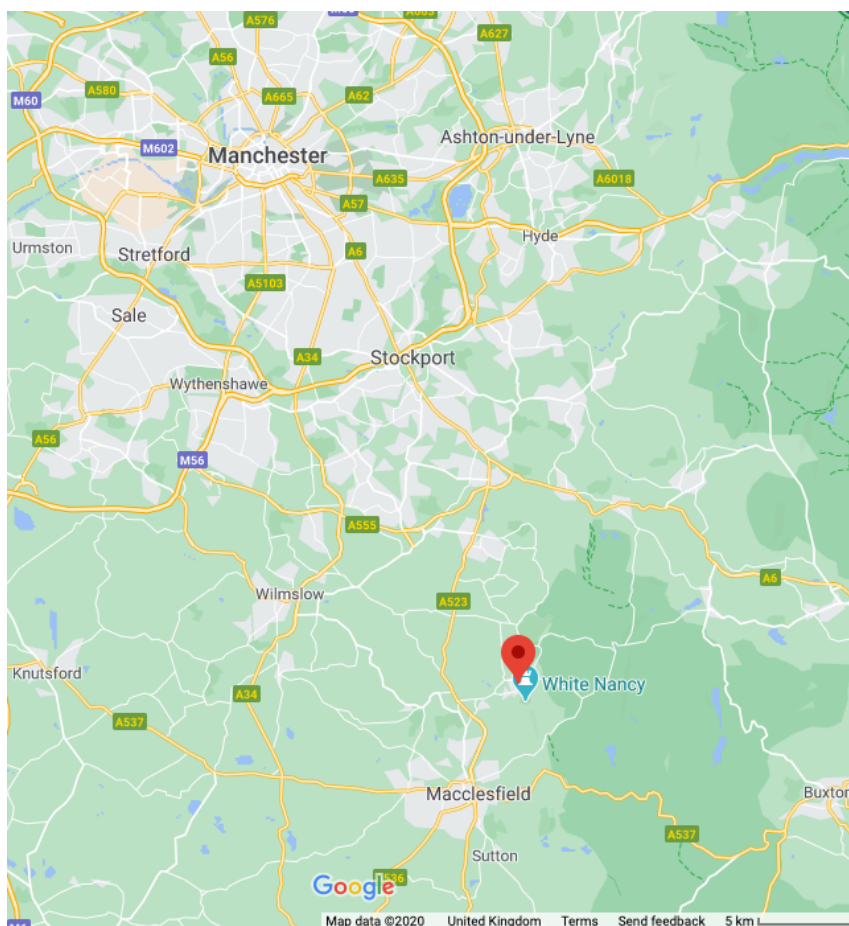 A576
A663
A627
A56
A580
A665
A62
M60
M602
Ashton-under-Lyne
Manchester
A635
A6018
A57
Urmston
Stretford
A6
Hyde
A5103
Sale
A34
Stockport
Wythenshawe
A56
M56
A555
A6
Wilmslow
A523
Knutsford
White Nancy
A34
A537
Macclesfield
Buxton
A537
Sutton
Google
Map data ©2020 United Kingdom Terms Send feedback 5 km